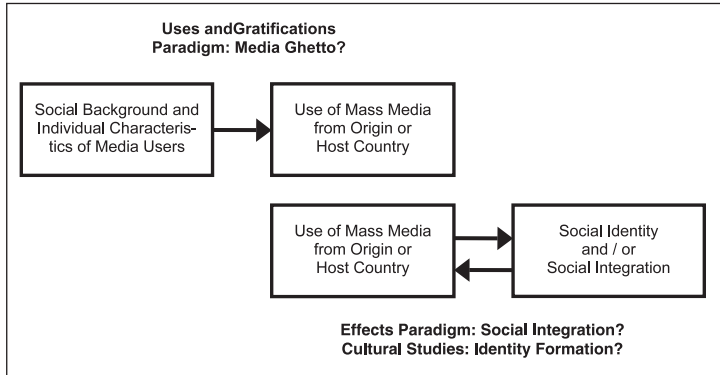 Uses andGratifications
Paradigm: Media Ghetto?
Social Background and
Individual Characteris-
tics of Media Users
Use of Mass Media
from Origin or
Host Country
Use of Mass Media
from Origin or
Host Country
Social Identity
and / or
Social Integration
Effects Paradigm: Social Integration?
Cultural Studies: Identity Formation?